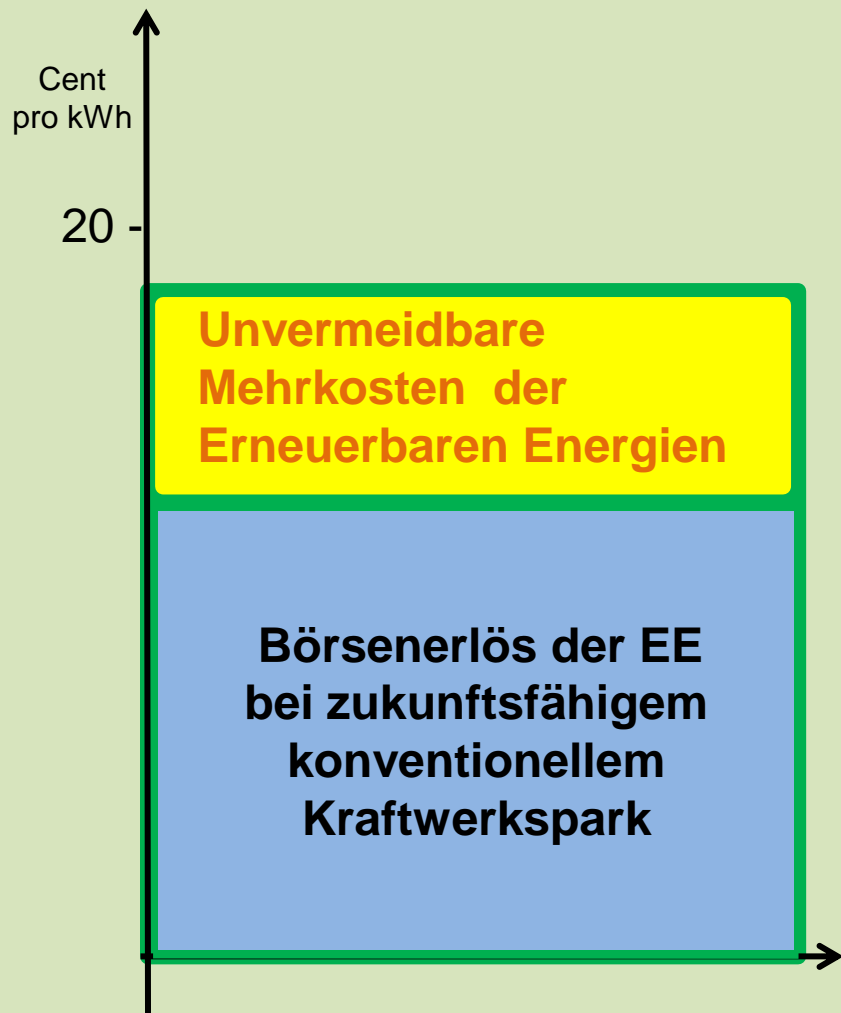 Cent
pro kWh
20 -
Unvermeidbare
Mehrkosten der
Erneuerbaren Energien
Börsenerlös der EE
bei zukunftsfähigem
konventionellem
Kraftwerkspark